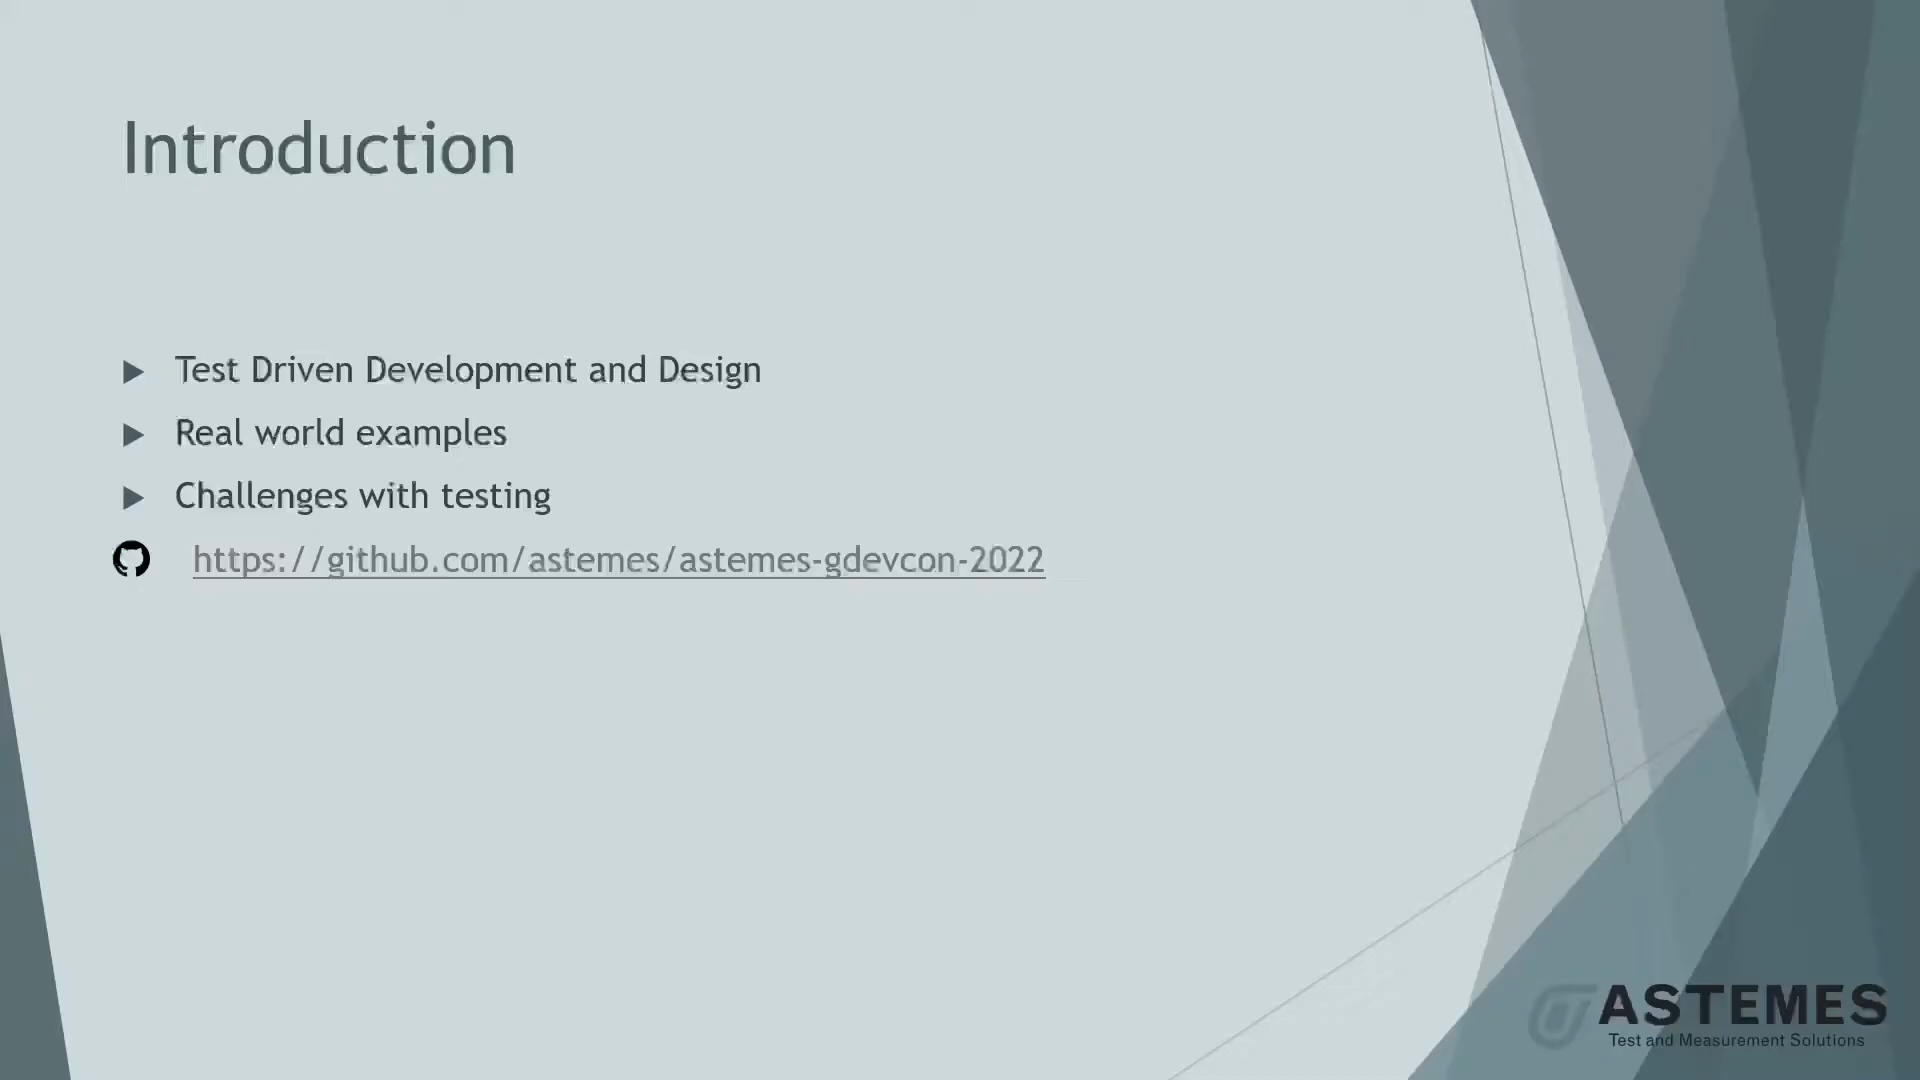 Introduction
Test Driven Development and Design
Real world examples
Challenges with testing
https://github.com/astemes/astemes-gdevcon-2022
ASTEMES
Test and Measurement Solutions